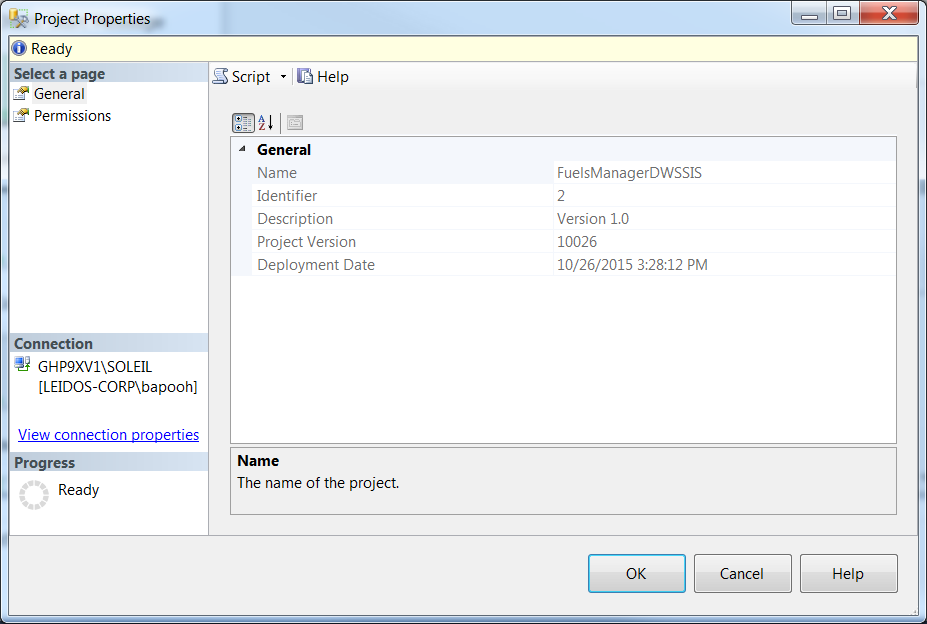 Project Properties
Ready
Select a page
General
Permissions
Script
Help
General
Name FuelsManagerDWSSIS
Identifier 2
Description Version 1.0
Project Version 10026
Deployment Date 10/26/2015 3:28:12 PM
Connection
GHP9XV1\SOLEIL
[LEIDOS-CORP\bapooh]
View connection properties
Progress
Ready
Name
The name of the project.
OK Cancel Help